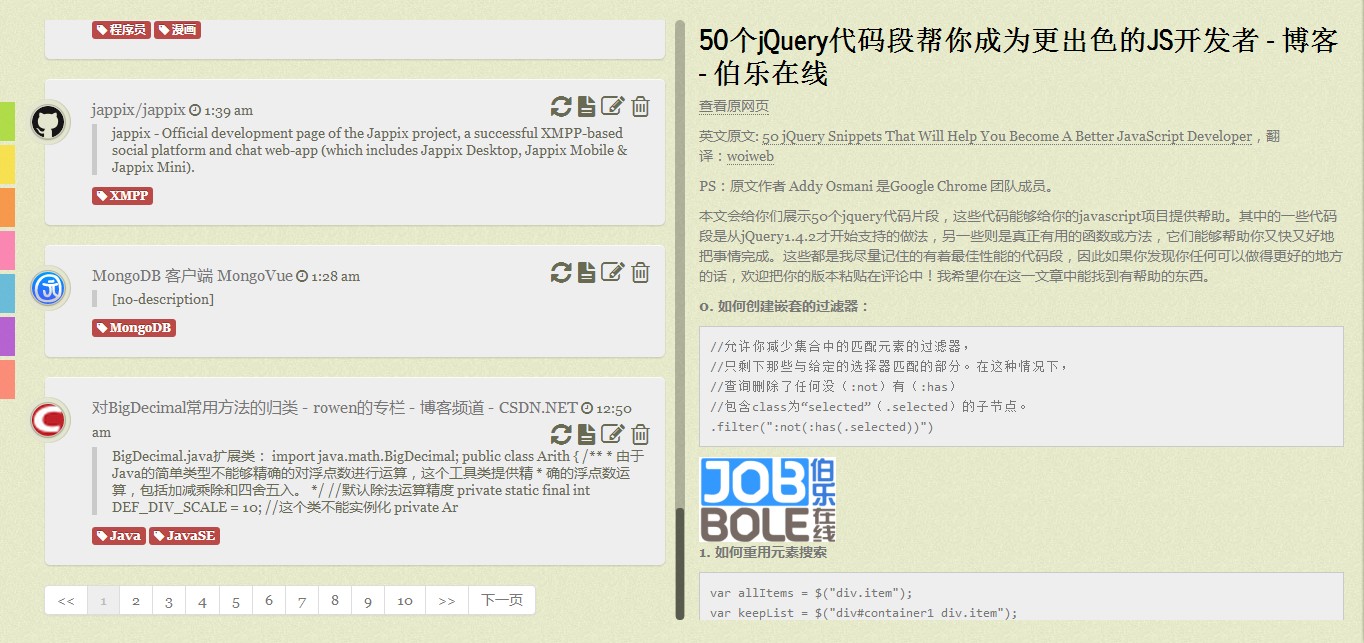 程序员 漫画
jappix/jappix 1:39 am
jappix - Official development page of the Jappix project, a successful XMPP-based
social platform and chat web-app (which includes Jappix Desktop, Jappix Mobile &
Jappix Mini).
XMPP
MongoDB 客户端 MongoVue 1:28 am
[no-description]
MongoDB
对BigDecimal常用方法的归类 - rowen的专栏 - 博客频道 - CSDN.NET 12:50
am
BigDecimal.java扩展类： import java.math.BigDecimal; public class Arith { /** * 由于
Java的简单类型不能够精确的对浮点数进行运算，这个工具类提供精 * 确的浮点数运
算，包括加减乘除和四舍五入。 */ //默认除法运算精度 private static final int
DEF_DIV_SCALE = 10; //这个类不能实例化 private Ar
Java JavaSE
<< 1 2 3 4 5 6 7 8 9 10 >> 下一页
50个jQuery代码段帮你成为更出色的JS开发者 - 博客
- 伯乐在线
查看原网页
英文原文: 50 jQuery Snippets That Will Help You Become A Better JavaScript Developer，翻
译：woiweb
PS：原文作者 Addy Osmani 是Google Chrome 团队成员。
本文会给你们展示50个jquery代码片段，这些代码能够给你的javascript项目提供帮助。其中的一些代码
段是从jQuery1.4.2才开始支持的做法，另一些则是真正有用的函数或方法，它们能够帮助你又快又好地
把事情完成。这些都是我尽量记住的有着最佳性能的代码段，因此如果你发现你任何可以做得更好的地方
的话，欢迎把你的版本粘贴在评论中！我希望你在这一文章中能找到有帮助的东西。
0. 如何创建嵌套的过滤器：
//允许你减少集合中的匹配元素的过滤器，
//只剩下那些与给定的选择器匹配的部分。在这种情况下，
//查询删除了任何没（:not）有（:has）
//包含class为“selected”（.selected）的子节点。
.filter(":not(:has(.selected))")
JOB 伯乐
BOLE 在线
1. 如何重用元素搜索
var allItems = $("div.item");
var keepList = $("div#container1 div.item");